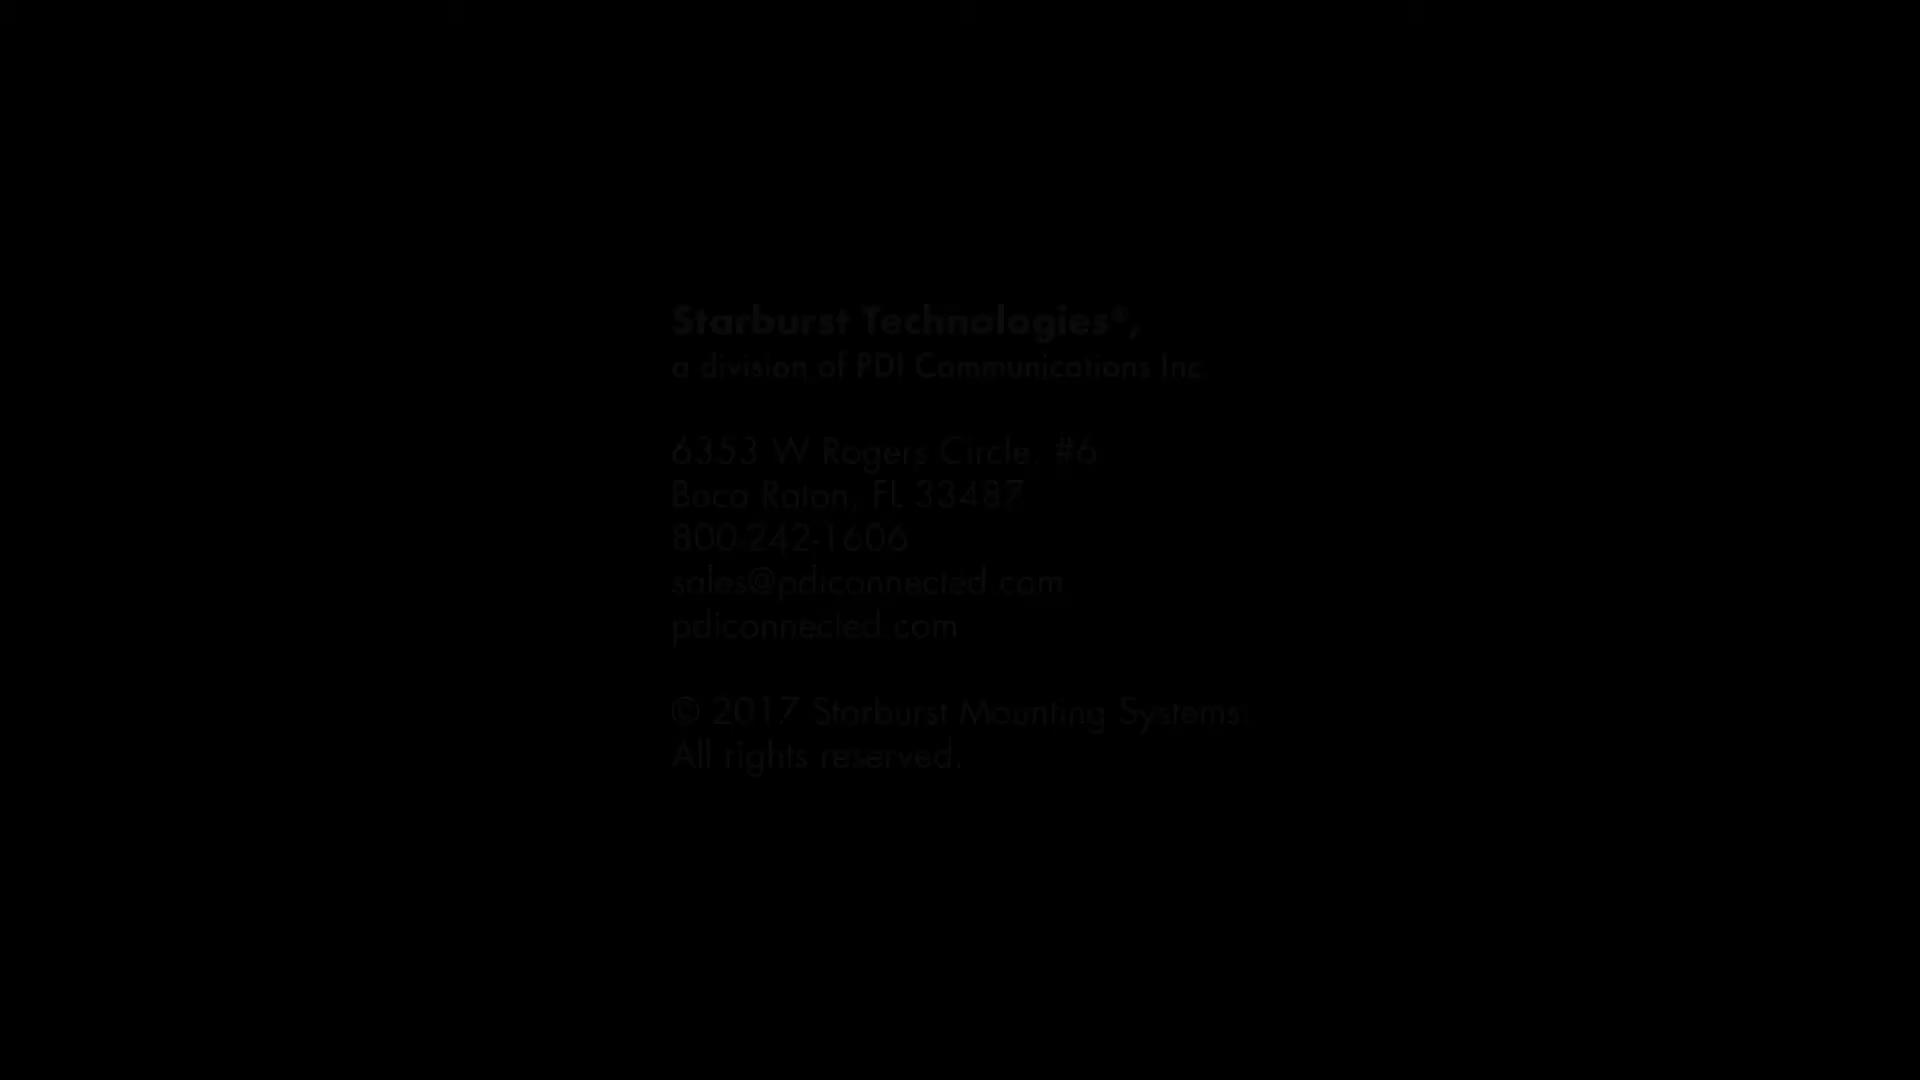 Starburst Technologies®,
a division of PDI Communications Inc.

6353 W Rogers Circle, #6
Boca Raton, FL 33487
800-242-1606
sales@pdiconnected.com
pdiconnected.com

© 2017 Starburst Mounting Systems.
All rights reserved.